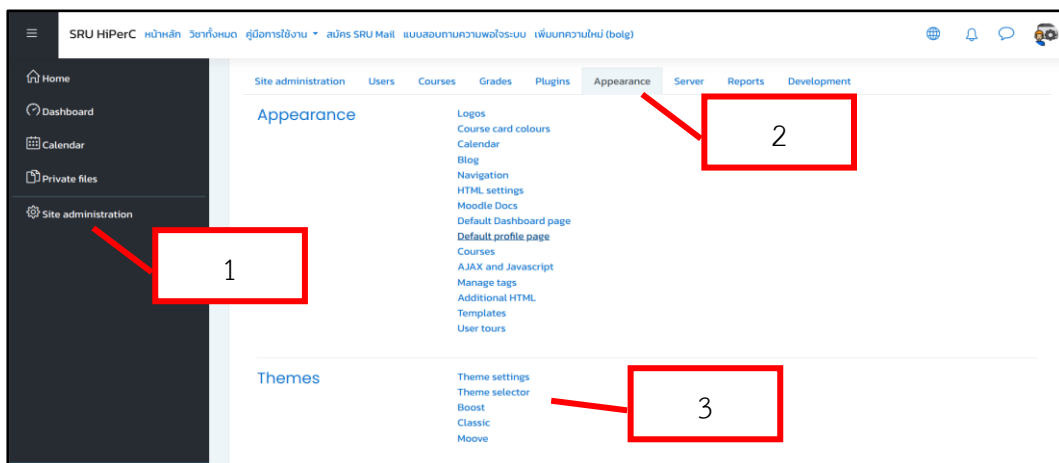 SRU HiPerC หน้าหลัก วิชาทั้งหมด คู่มือการใช้งาน สมัคร SRU Mail แบบสอบถามความพอใจระบบ เพิ่มบทความใหม่ (bolg)
Home
Dashboard
Calendar
Private files
Site administration
1
Site administration Users Courses Grades Plugins Appearance Server Reports Development
2
Appearance
Logos
Course card colours
Calendar
Blog
Navigation
HTML settings
Moodle Docs
Default Dashboard page
Default profile page
Courses
AJAX and Javascript
Manage tags
Additional HTML
Templates
User tours
Themes
Theme settings
Theme selector
Boost
Classic
Moove
3